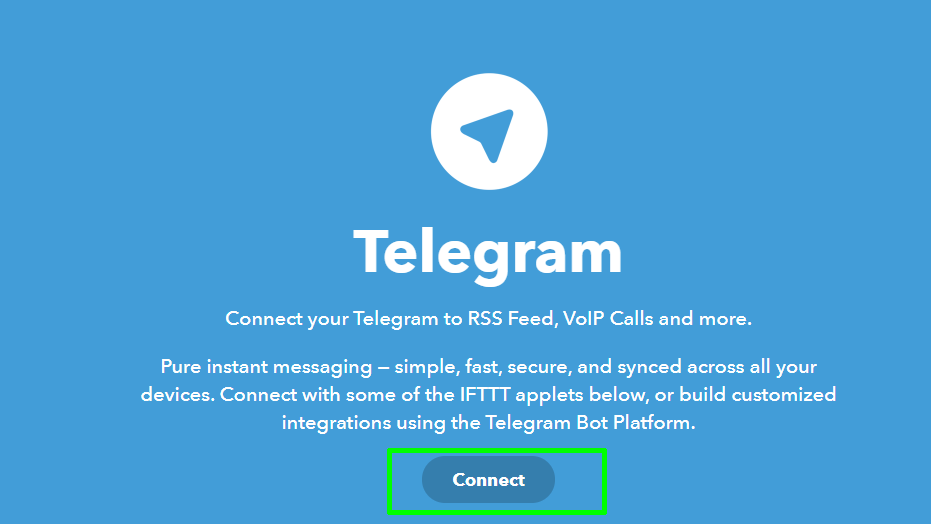 Telegram
Connect your Telegram to RSS Feed, VoIP Calls and more.
Pure instant messaging – simple, fast, secure, and synced across all your
devices. Connect with some of the IFTTT applets below, or build customized
integrations using the Telegram Bot Platform.
Connect